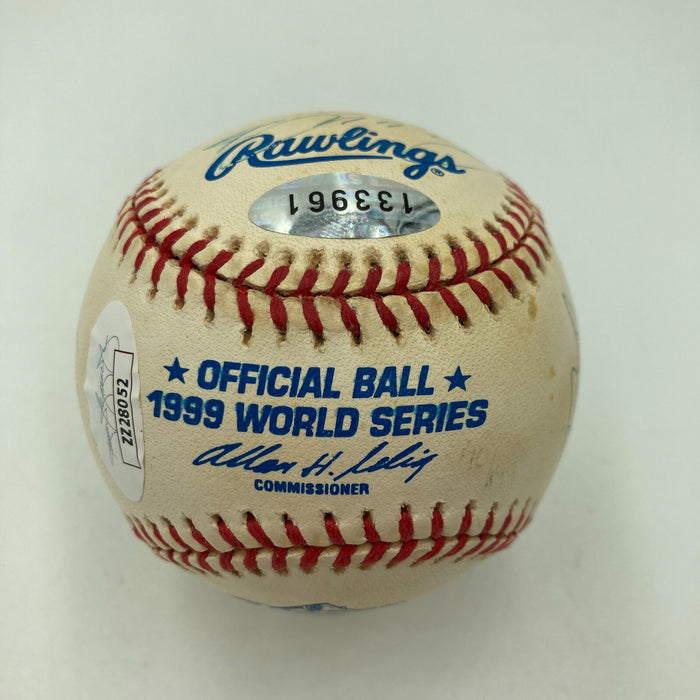 Rawlings®
133961
★ OFFICIAL BALL ★
1999 WORLD SERIES
Allan H. Selig
COMMISSIONER
ZZ28052